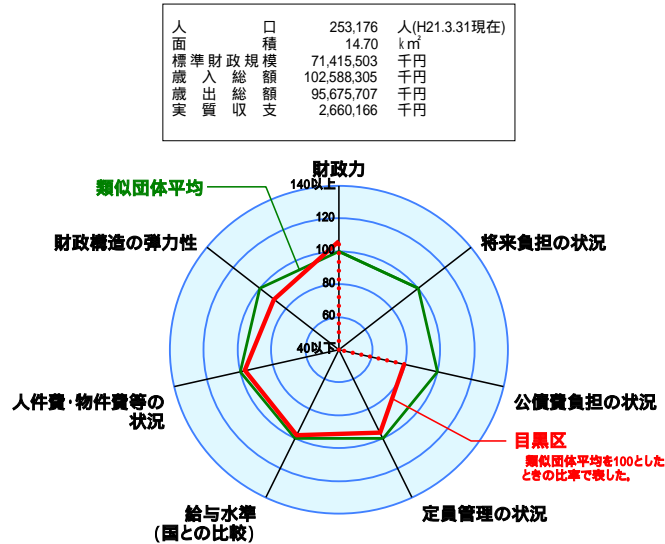 人口 253,176 人(H21.3.31現在)
面積 14.70 k㎡
標準財政規模 71,415,503 千円
歳入総額 102,588,305 千円
歳出総額 95,675,707 千円
実質収支 2,660,166 千円
財政力
140以上
類似団体平均
120
財政構造の弾力性
将来負担の状況
100
80
60
40以下
人件費・物件費等の
状況
公債費負担の状況
目黒区
類似団体平均を100とした
ときの比率で表した。
給与水準
(国との比較)
定員管理の状況